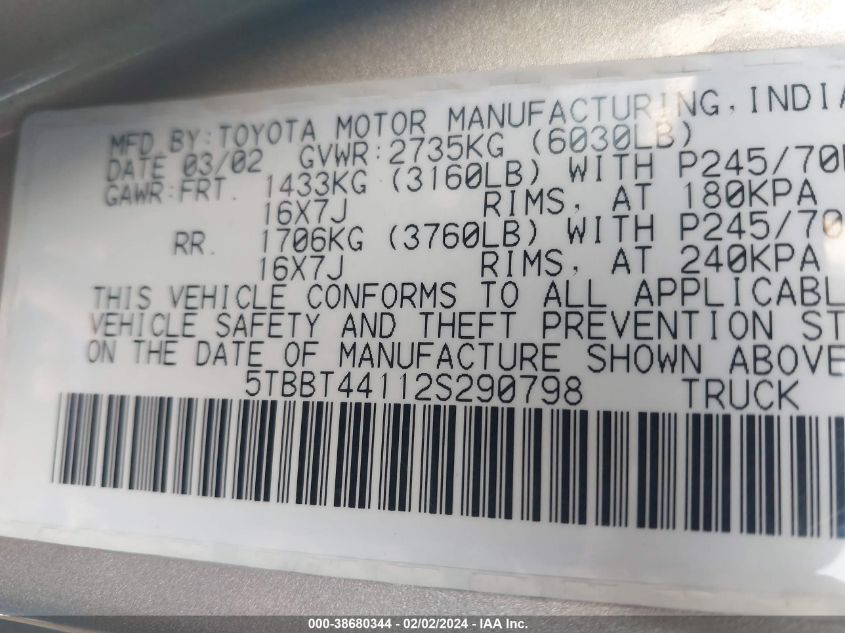 MFD BY: TOYOTA MOTOR MANUFACTURING, INDIA
DATE 03/02 GVWR: 2735KG (6030LB)
GAWR: FRT. 1433KG (3160LB) WITH P245/70
16X7J RIMS, AT 180KPA
RR. 1706KG (3760LB) WITH P245/70
16X7J RIMS, AT 240KPA
THIS VEHICLE CONFORMS TO ALL APPLICABL
VEHICLE SAFETY AND THEFT PREVENTION ST
ON THE DATE OF MANUFACTURE SHOWN ABOVE
5TBBT44112S290798 TRUCK
000-38680344 - 02/02/2024 - IAA Inc.